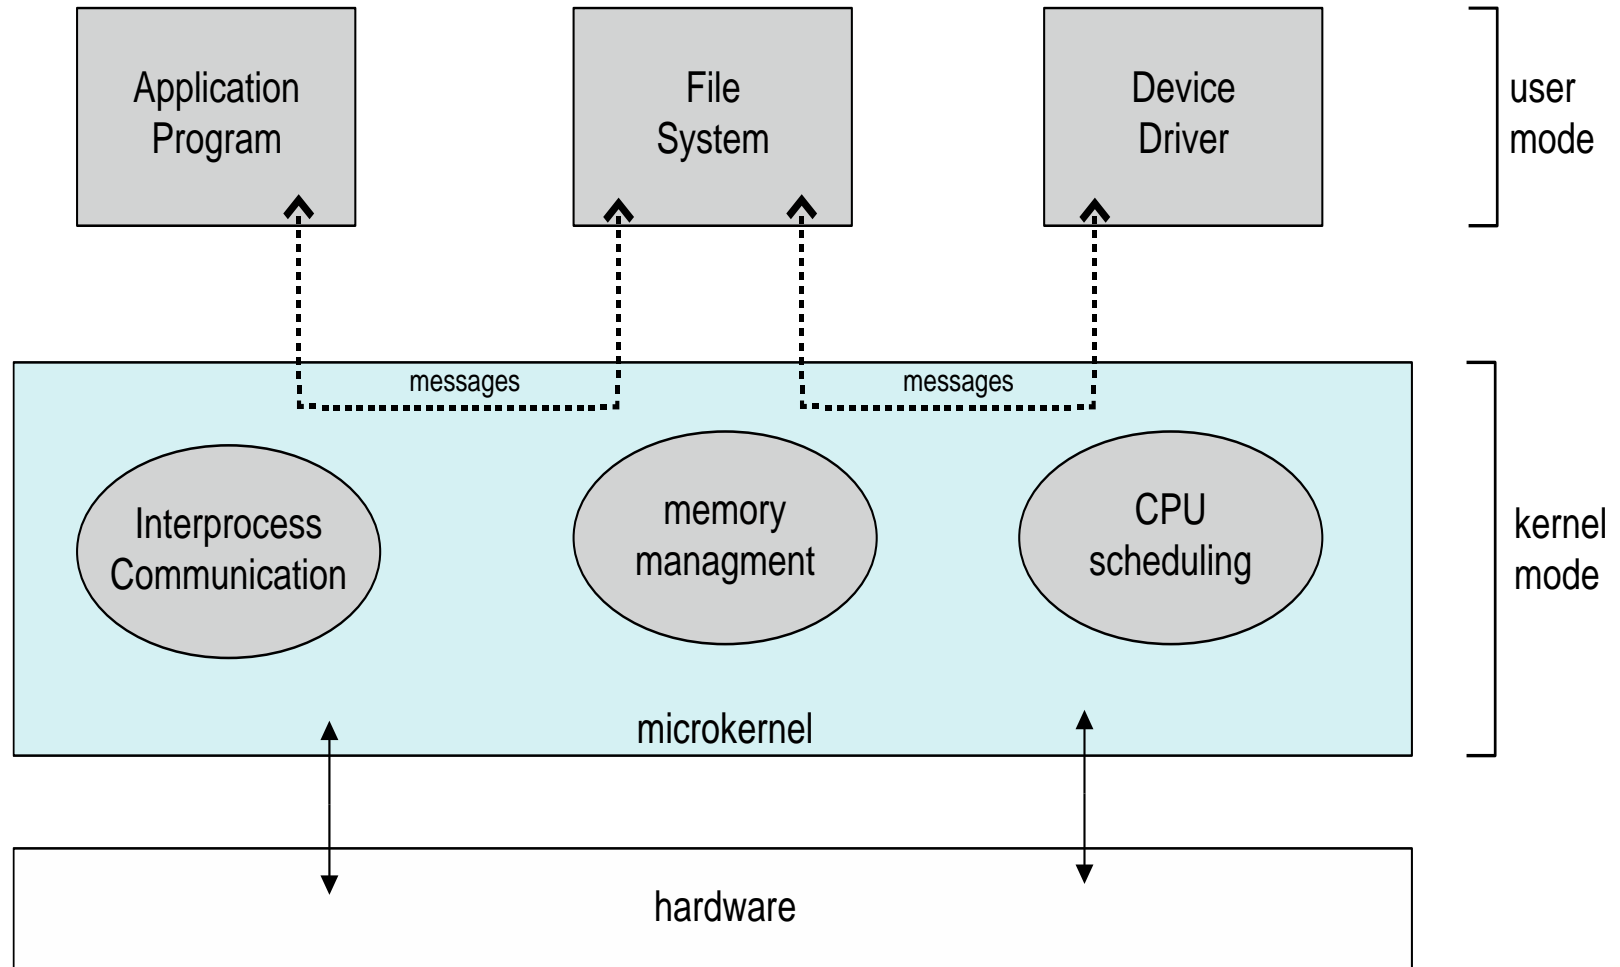 Application
Program
File
System
Device
Driver
user
mode
messages
messages
Interprocess
Communication
memory
managment
CPU
scheduling
kernel
mode
microkernel
hardware